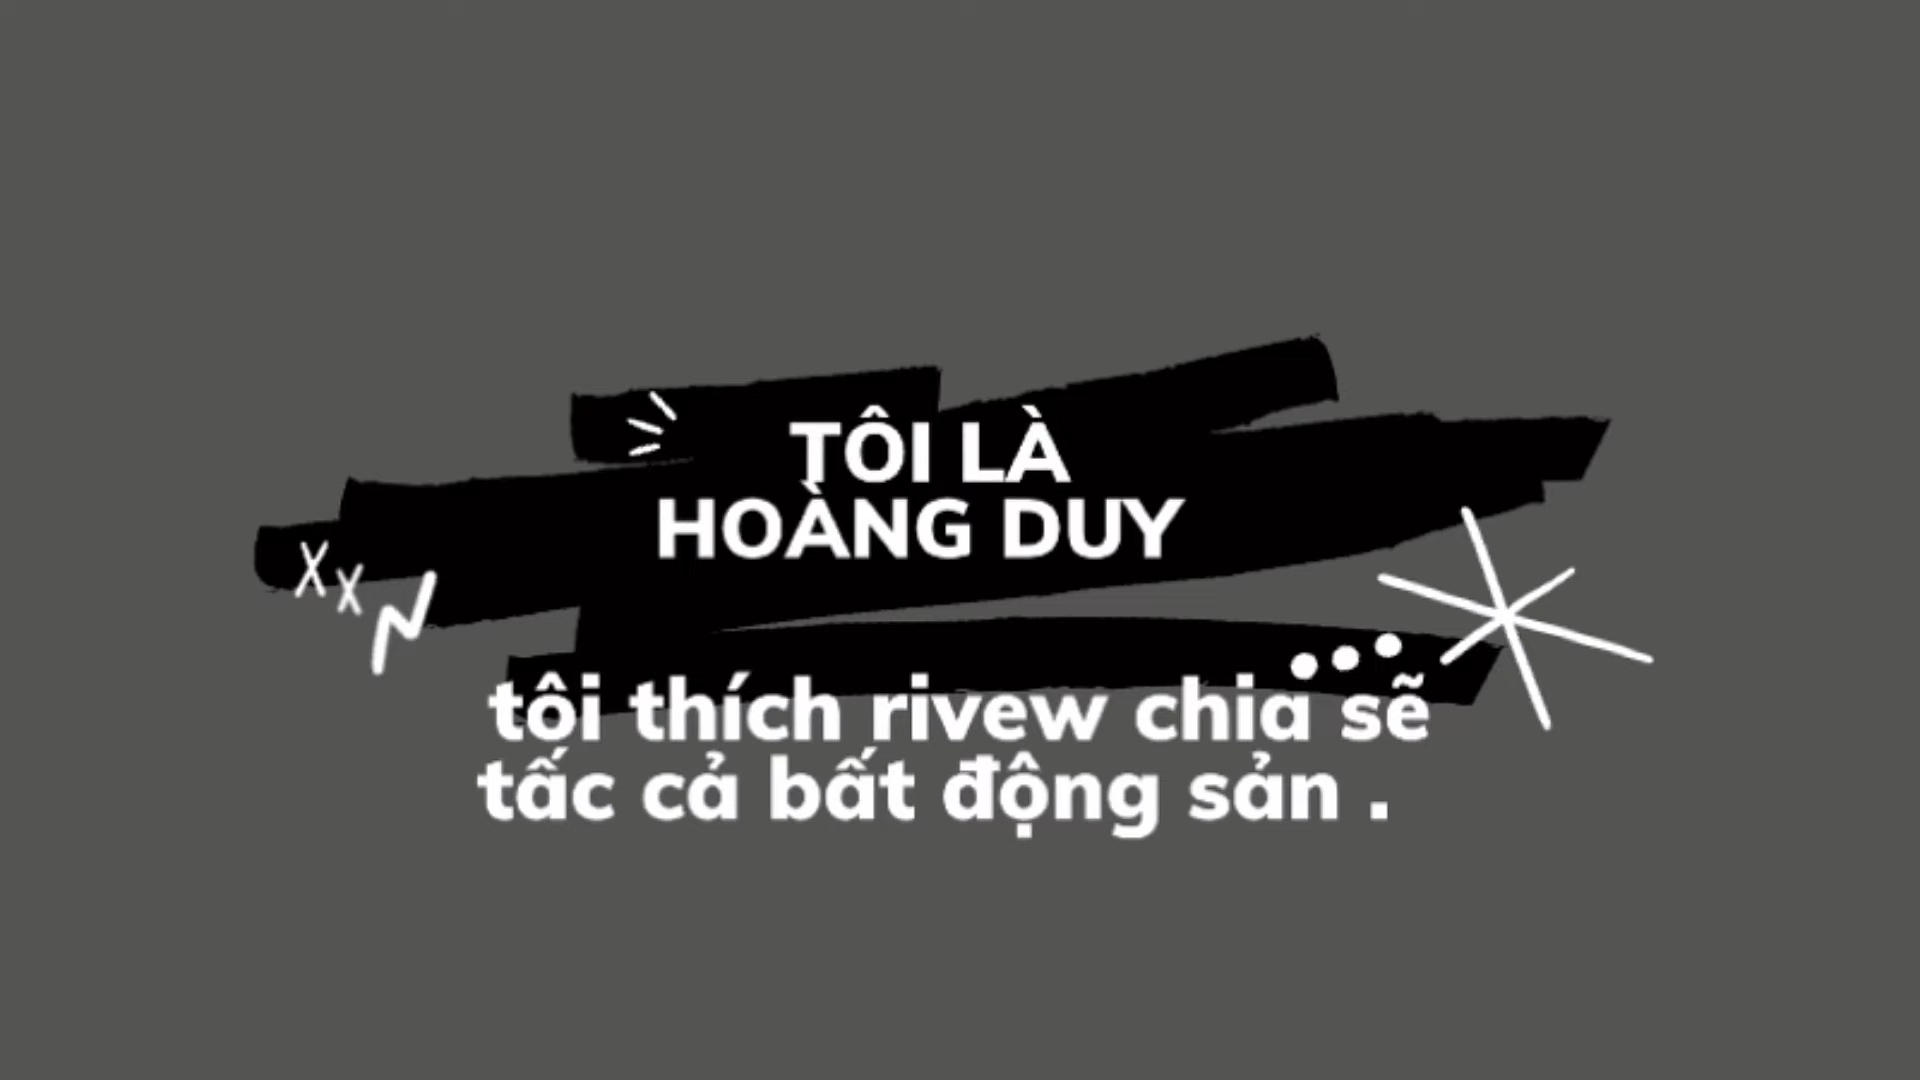 TÔI LÀ
HOÀNG DUY
tôi thích rivew chia sẽ
tấc cả bất động sản .